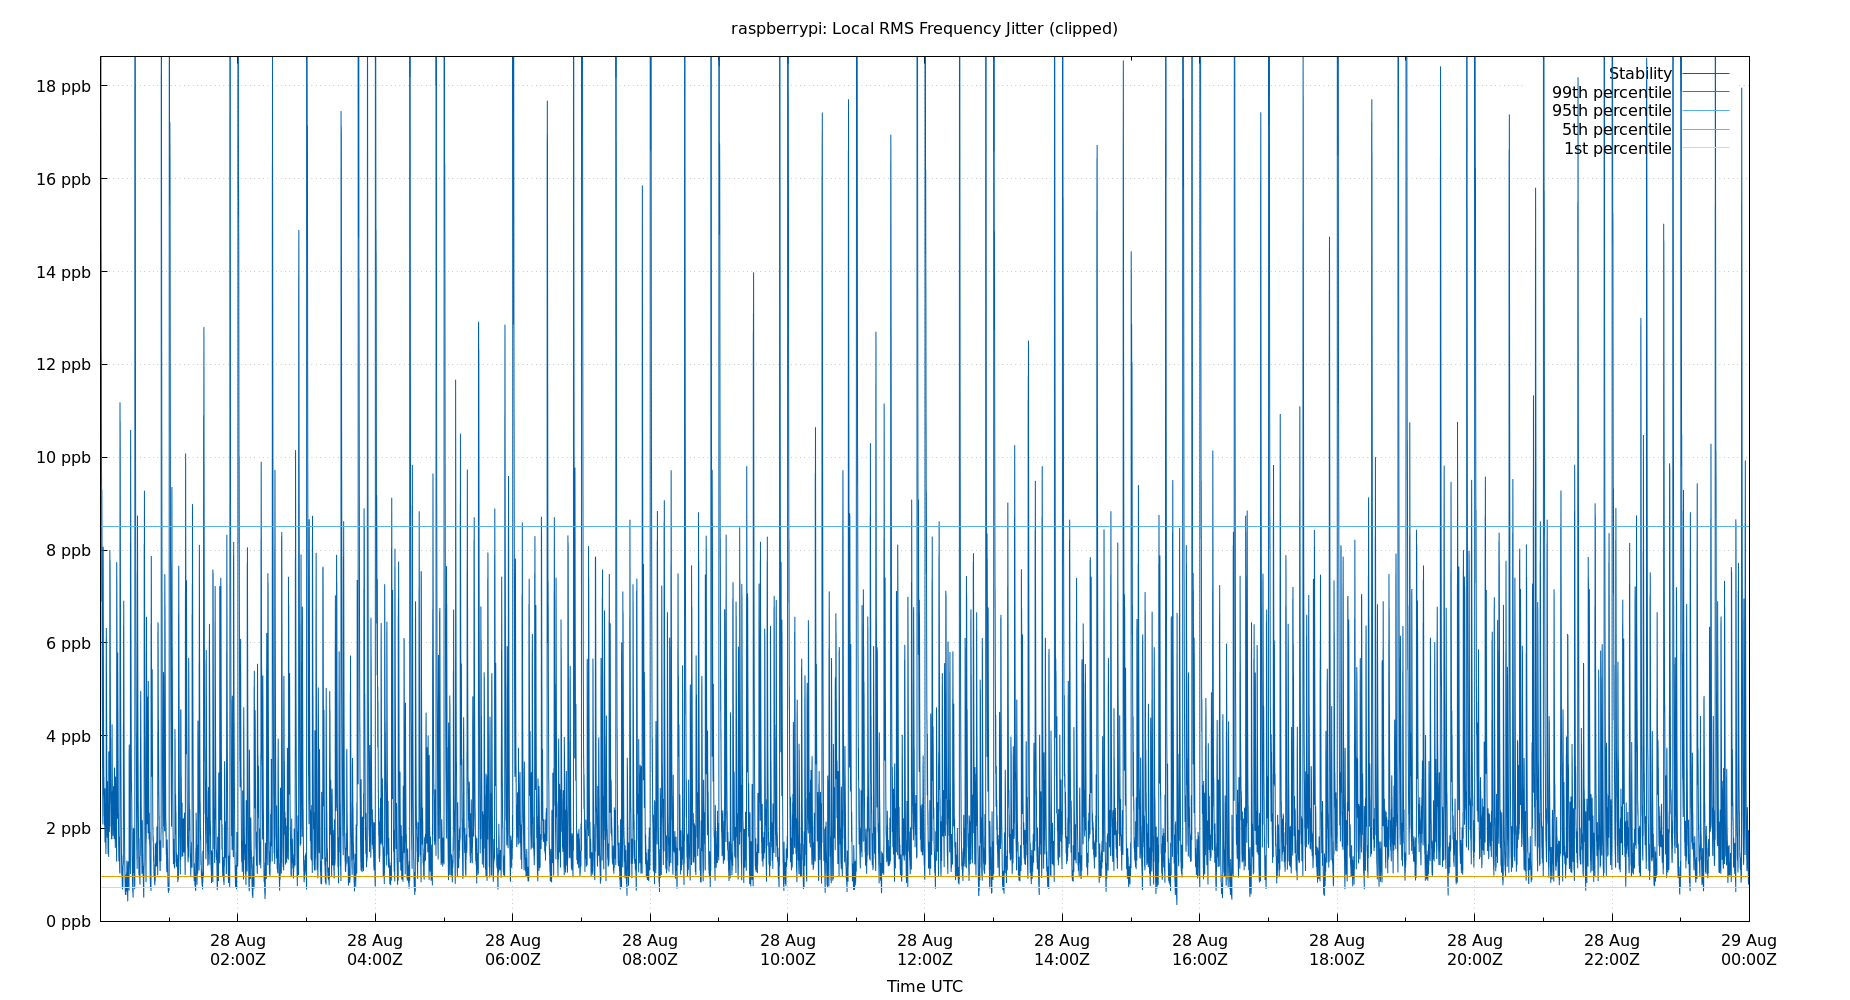 raspberrypi: Local RMS Frequency Jitter (clipped)
18 ppb
16 ppb
14 ppb
12 ppb
10 ppb
8 ppb
6 ppb
4 ppb
2 ppb
0 ppb
Stability
99th percentile
95th percentile
5th percentile
1st percentile
28 Aug 28 Aug 28 Aug 28 Aug 28 Aug 28 Aug 28 Aug 28 Aug 28 Aug 28 Aug 28 Aug 29 Aug
02:00Z 04:00Z 06:00Z 08:00Z 10:00Z 12:00Z 14:00Z 16:00Z 18:00Z 20:00Z 22:00Z 00:00Z
Time UTC